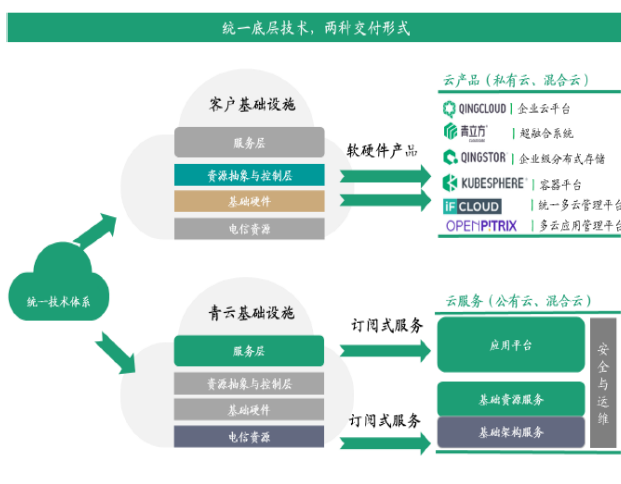 统一底层技术，两种交付形式
客户基础设施
服务层
资源抽象与控制层
基础硬件
电信资源
软硬件产品
云产品（私有云、混合云）
QINGCLOUD | 企业云平台
青立方 | 超融合系统
QINGSTOR | 企业级分布式存储
KUBESPHERE | 容器平台
iF CLOUD | 统一多云管理平台
OPENPITRIX | 多云应用管理平台
统一技术体系
青云基础设施
服务层
资源抽象与控制层
基础硬件
电信资源
订阅式服务
订阅式服务
云服务（公有云、混合云）
应用平台
基础资源服务
基础架构服务
安全与运维